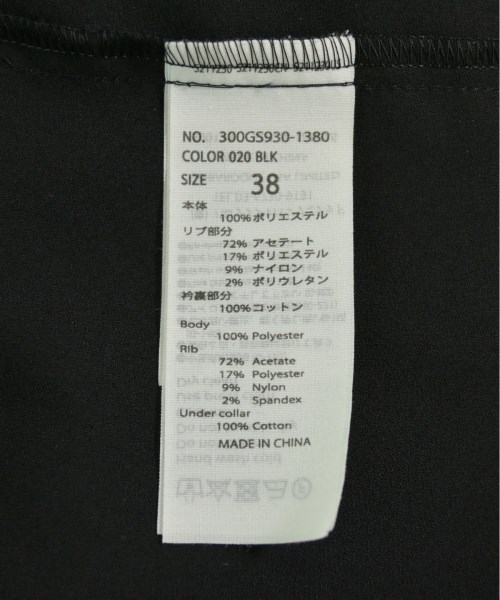 NO. 300GS930-1380
COLOR 020 BLK
SIZE 38
本体
100% ポリエステル
リブ部分
72% アセテート
17% ポリエステル
9% ナイロン
2% ポリウレタン
衿裏部分
100% コットン
Body
100% Polyester
Rib
72% Acetate
17% Polyester
9% Nylon
2% Spandex
Under collar
100% Cotton
MADE IN CHINA